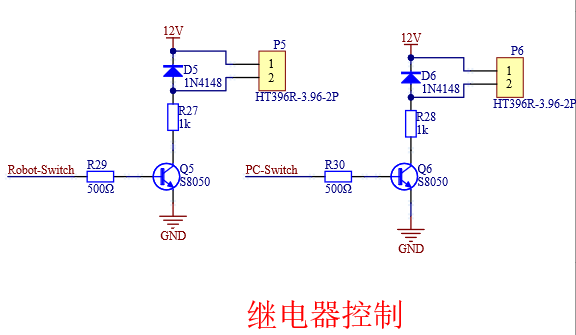 12V
P5
D5
1N4148
1
2
HT396R-3.96-2P
R27
1k
Robot-Switch
R29
500Ω
Q5
S8050
GND
12V
P6
D6
1N4148
1
2
HT396R-3.96-2P
R28
1k
PC-Switch
R30
500Ω
Q6
S8050
GND
继电器控制